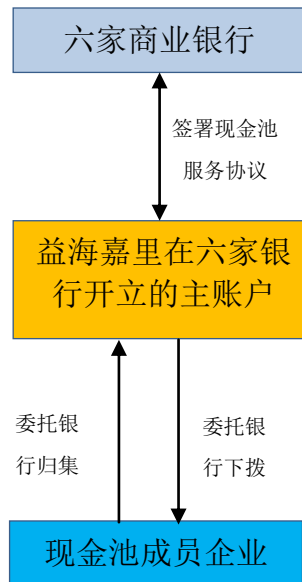 六家商业银行
签署现金池
服务协议
益海嘉里在六家银
行开立的主账户
委托银
行归集
委托银
行下拨
现金池成员企业